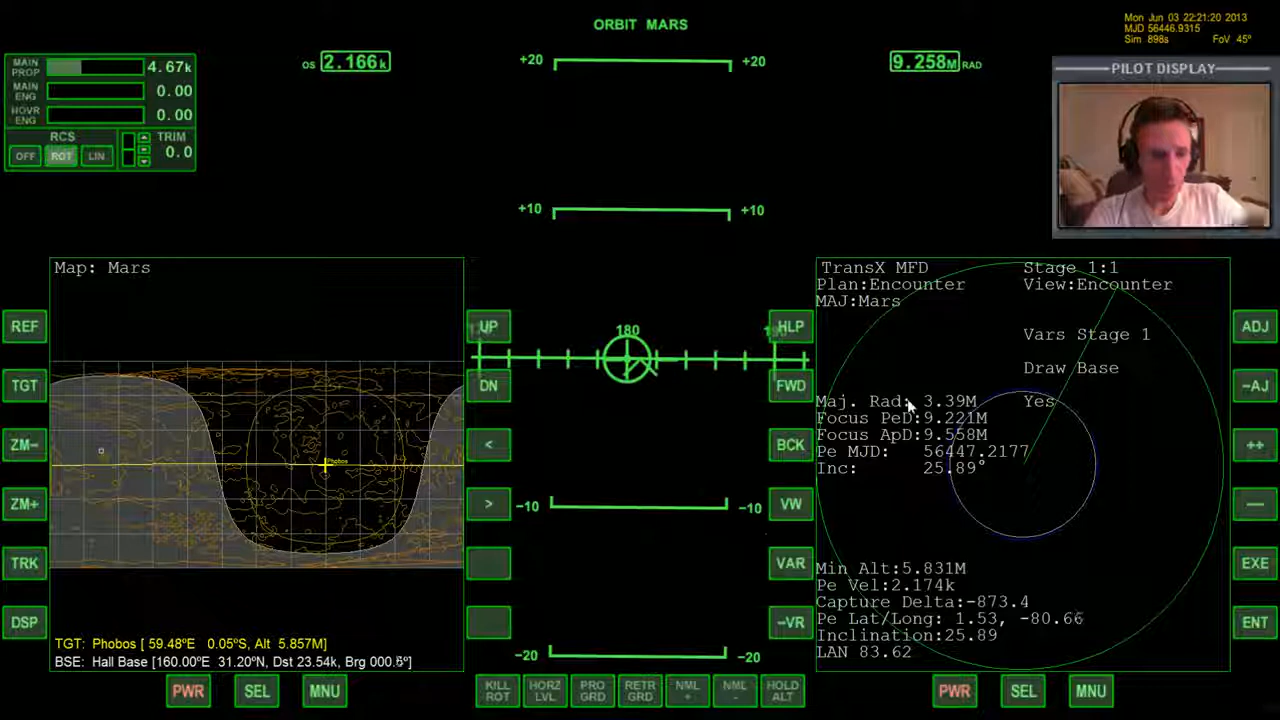 ORBIT MARS
Mon Jun 03 22:21:20 2013
MJD 56446.9315
Sim 898s FoV 45°
MAIN PROP 4.67k
MAIN ENG 0.00
HOVR ENG 0.00
RCS TRIM
OFF ROT LIN 0.0
OS 2.166k
9.258M RAD
PILOT DISPLAY
+20 +20
+10 +10
180
-10 -10
-20 -20
REF
TGT
ZM-
ZM+
TRK
DSP
Map: Mars
Phobos
TGT: Phobos [ 59.48ºE 0.05ºS, Alt 5.857M]
BSE: Hall Base [160.00ºE 31.20ºN, Dst 23.54k, Brg 000.6º]
PWR SEL MNU
UP
DN
<
>
KILL ROT
HORZ LVL
PRO GRD
RETR GRD
NML +
NML -
HOLD ALT
HLP
FWD
BCK
VW
VAR
-VR
TransX MFD Stage 1:1
Plan:Encounter View:Encounter
MAJ:Mars
Vars Stage 1
Draw Base
Maj. Rad: 3.39M Yes
Focus PeD:9.221M
Focus ApD:9.558M
Pe MJD: 56447.2177
Inc: 25.89°
Min Alt:5.831M
Pe Vel:2.174k
Capture Delta:-873.4
Pe Lat/Long: 1.53, -80.66
Inclination:25.89
LAN 83.62
PWR SEL MNU
ADJ
-AJ
++
--
EXE
ENT